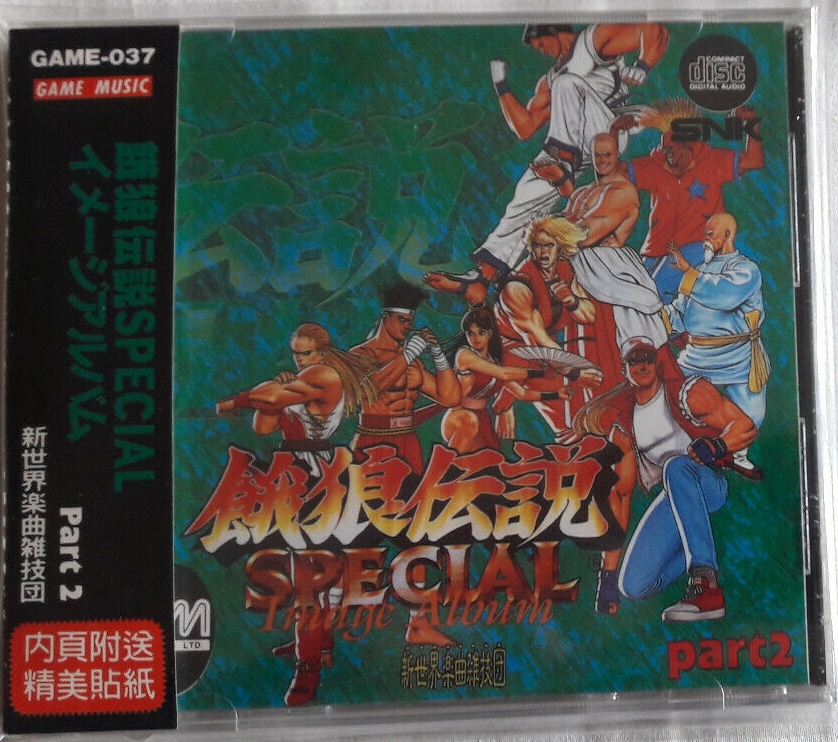 GAME-037
GAME MUSIC
餓狼伝説SPECIAL
イメージアルバム
Part 2
新世界楽曲雑技団
内頁附送
精美貼紙
COMPACT
disc
DIGITAL AUDIO
SNK
伝説
餓狼伝説
SPECIAL
Image Album
新世界楽曲雑技団
part2
M
LTD.